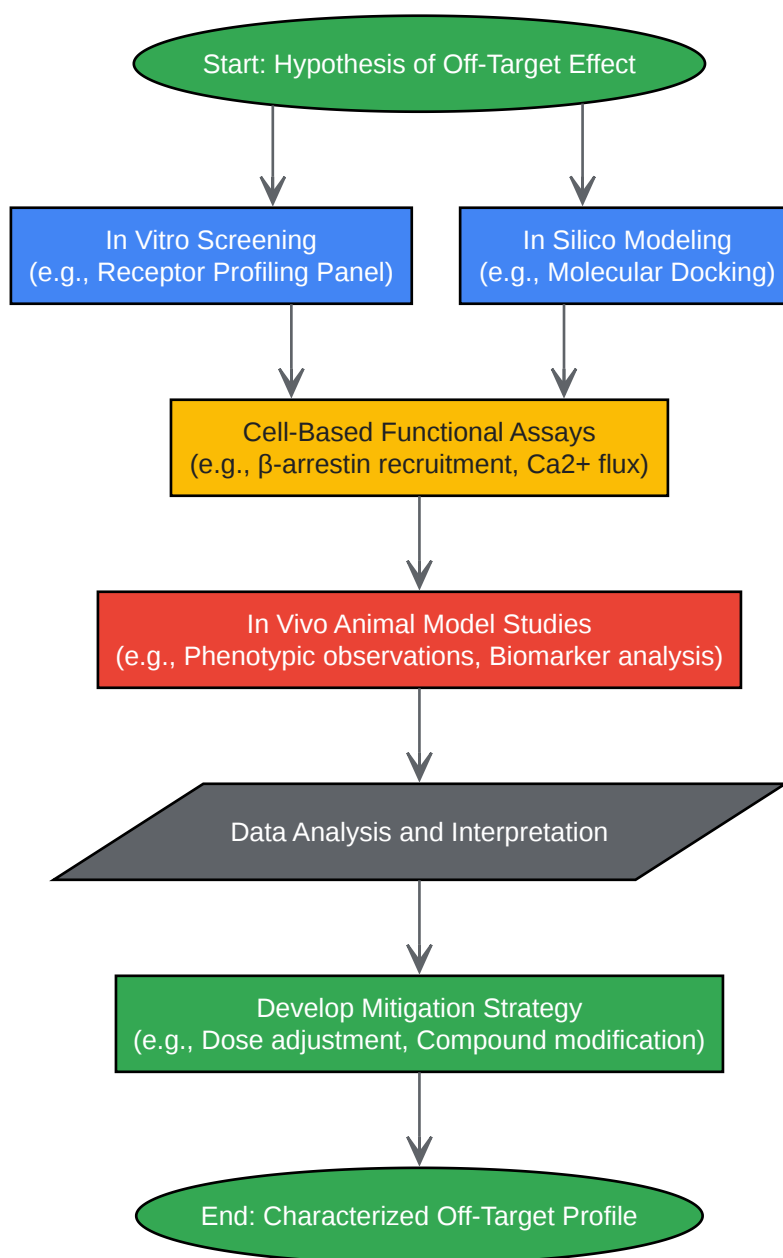 Start: Hypothesis of Off-Target Effect
In Vitro Screening
(e.g., Receptor Profiling Panel)
In Silico Modeling
(e.g., Molecular Docking)
Cell-Based Functional Assays
(e.g., β-arrestin recruitment, Ca2+ flux)
In Vivo Animal Model Studies
(e.g., Phenotypic observations, Biomarker analysis)
Data Analysis and Interpretation
Develop Mitigation Strategy
(e.g., Dose adjustment, Compound modification)
End: Characterized Off-Target Profile